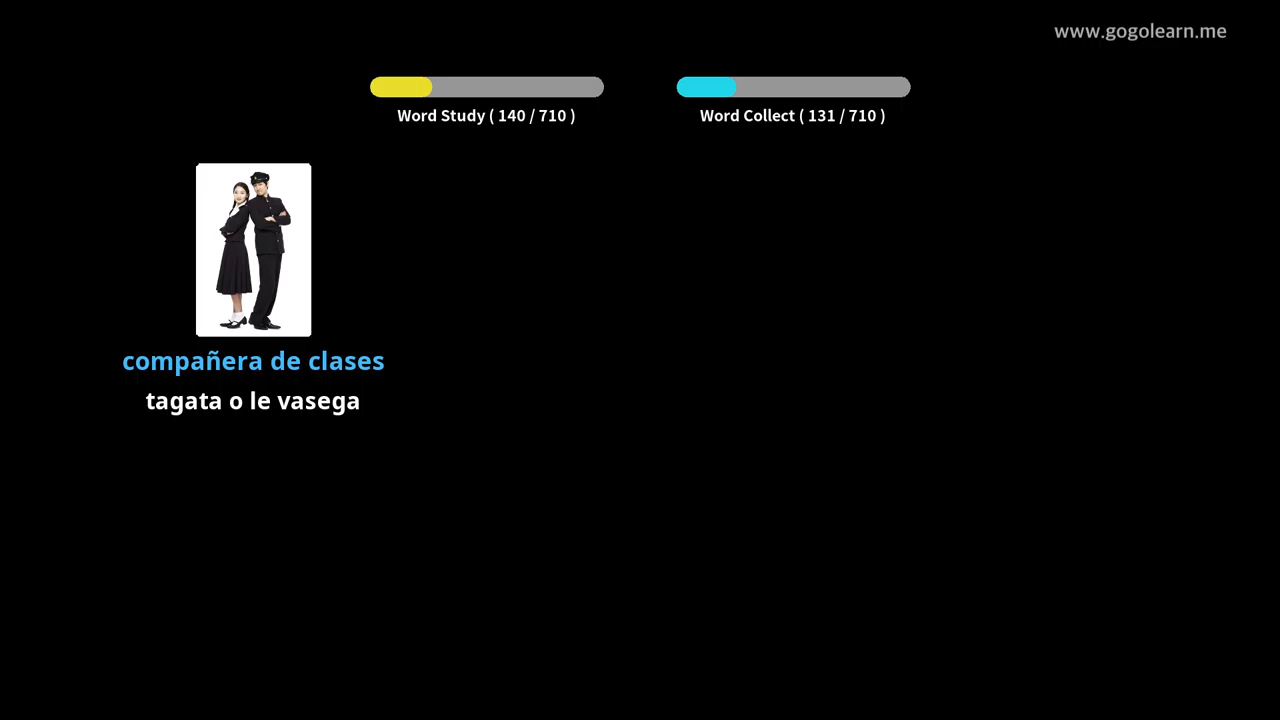 www.gogolearn.me
Word Study ( 140 / 710 )
Word Collect ( 131 / 710 )
compañera de clases
tagata o le vasega